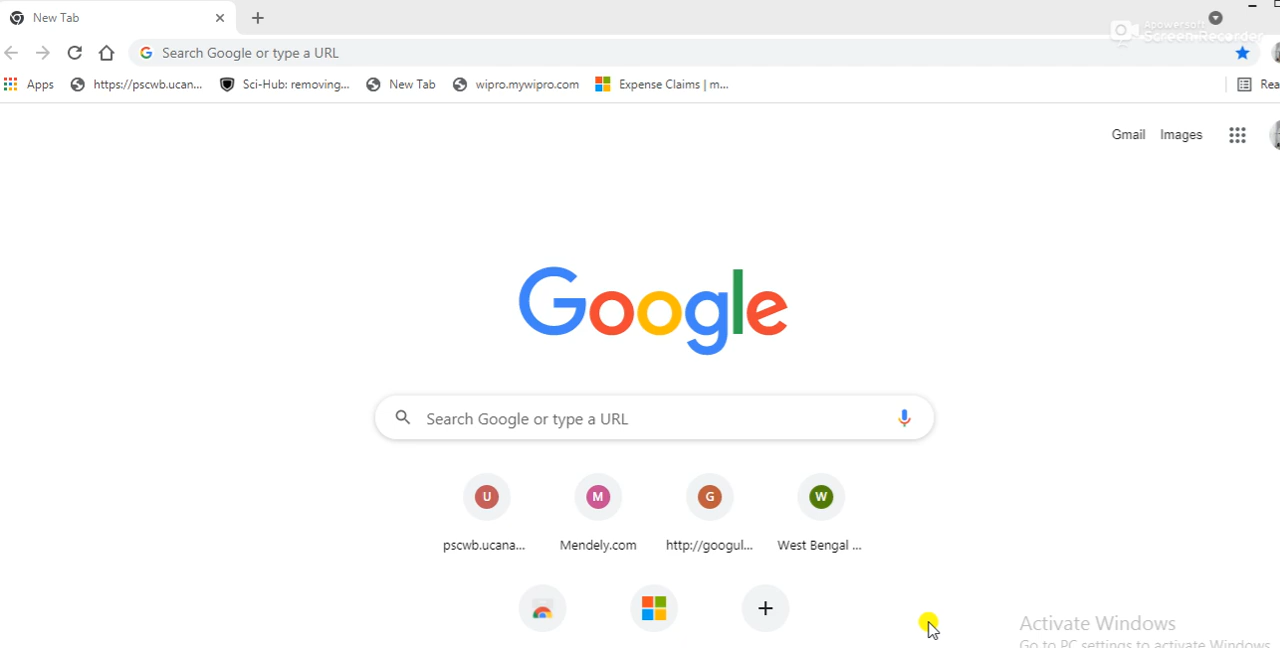 New Tab
Apowersoft
Screen Recorder
Search Google or type a URL
Apps
https://pscwb.ucan...
Sci-Hub: removing...
New Tab
wipro.mywipro.com
Expense Claims | m...
Rea
Gmail
Images
Google
Search Google or type a URL
U
M
G
W
pscwb.ucana...
Mendely.com
http://googul...
West Bengal ...
Activate Windows
Go to PC settings to activate Windows